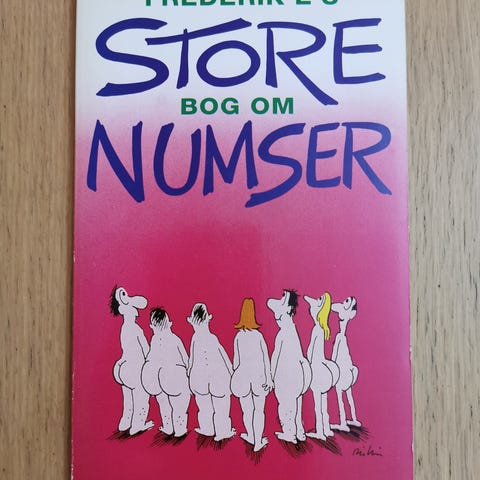 FREDERIK E'S
STORE
BOG OM
NUMSER